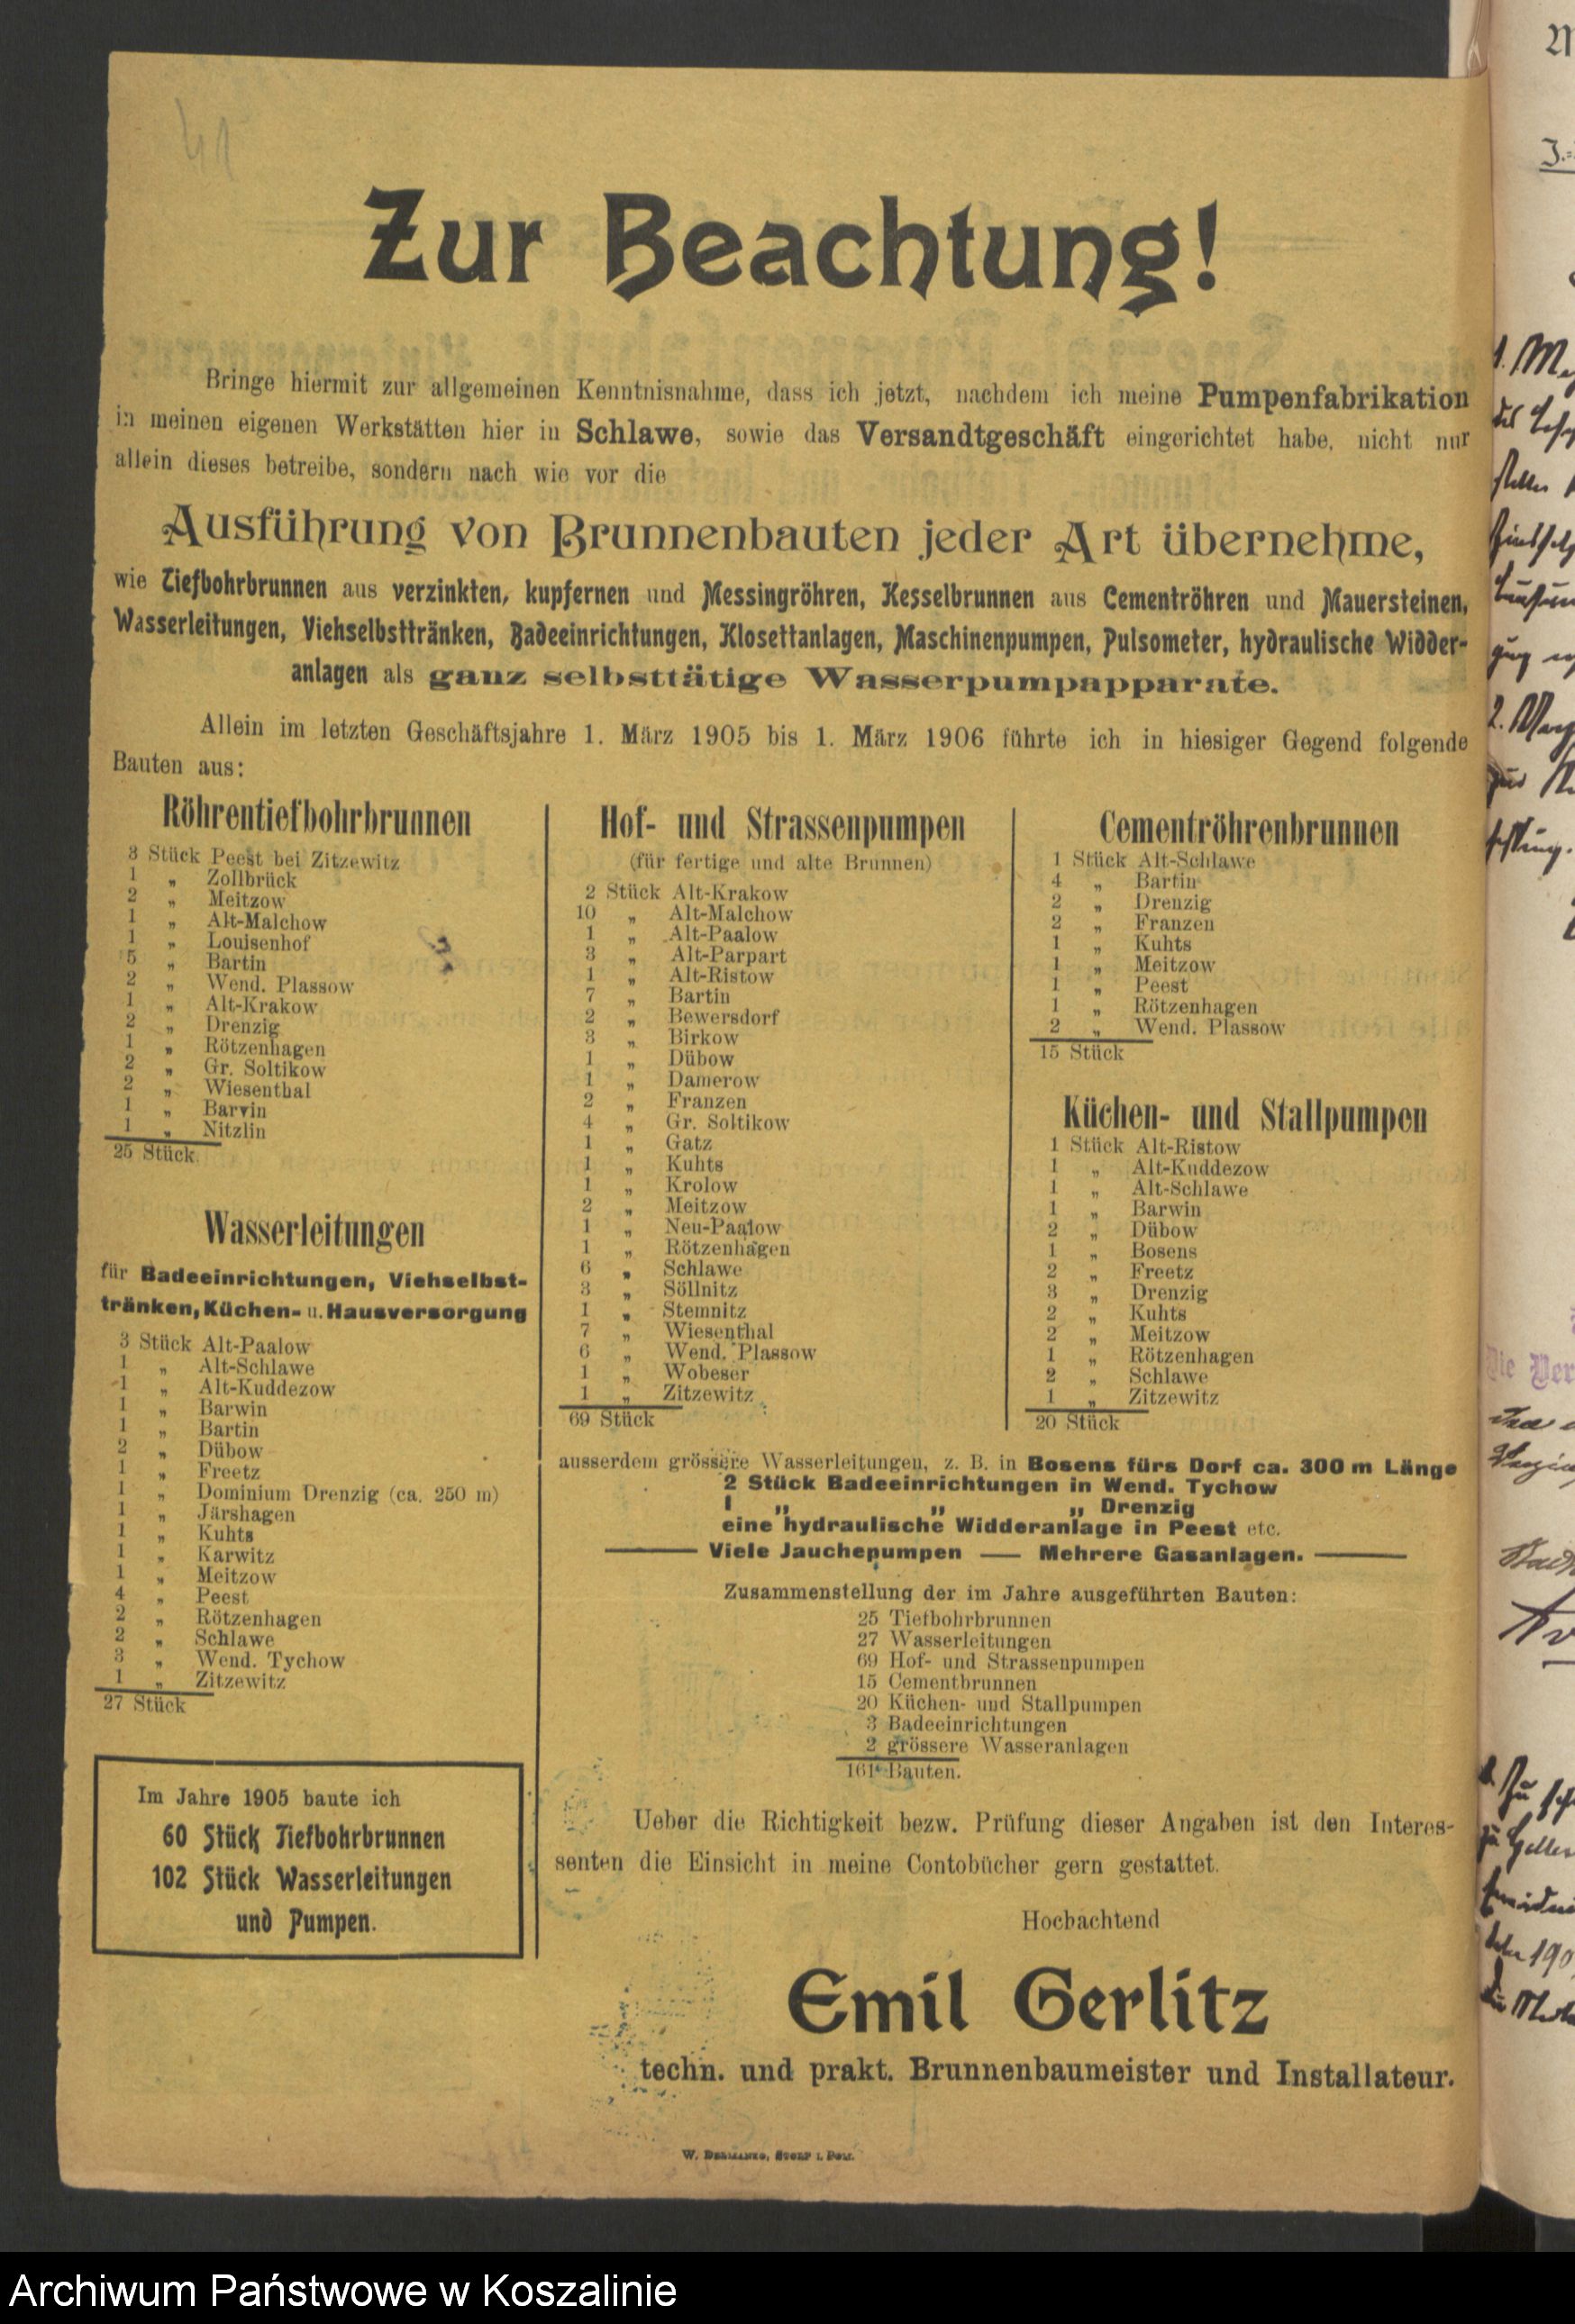 41
Zur Beachtung!
Bringe hiermit zur allgemeinen Kenntnisnahme, dass ich jetzt, nachdem ich meine Pumpenfabrikation
in meinen eigenen Werkstätten hier in Schlawe, sowie das Versandtgeschäft eingerichtet habe, nicht nur
allein dieses betreibe, sondern nach wie vor die
Ausführung von Brunnenbauten jeder Art übernehme,
wie Tiefbohrbrunnen aus verzinkten, kupfernen und Messingröhren, Kesselbrunnen aus Cementröhren und Mauersteinen,
Wasserleitungen, Viehselbsttränken, Badeeinrichtungen, Klosettanlagen, Maschinenpumpen, Pulsometer, hydraulische Widder-
anlagen als ganz selbsttätige Wasserpumpapparate.
Allein im letzten Geschäftsjahre 1. März 1905 bis 1. März 1906 führte ich in hiesiger Gegend folgende
Bauten aus:
Röhrentiefbohrbrunnen
3 Stück Peest bei Zitzewitz
1 „ Zollbrück
2 „ Meitzow
1 „ Alt-Malchow
1 „ Louisenhof
5 „ Bartin
2 „ Wend. Plassow
1 „ Alt-Krakow
2 „ Drenzig
1 „ Rötzenhagen
2 „ Gr. Soltikow
2 „ Wiesenthal
1 „ Barvin
1 „ Nitzlin
25 Stück.
Wasserleitungen
für Badeeinrichtungen, Viehselbst-
tränken, Küchen- u. Hausversorgung
3 Stück Alt-Paalow
1 „ Alt-Schlawe
1 „ Alt-Kuddezow
1 „ Barwin
1 „ Bartin
2 „ Dübow
1 „ Freetz
1 „ Dominium Drenzig (ca. 250 m)
1 „ Järshagen
1 „ Kuhts
1 „ Karwitz
1 „ Meitzow
4 „ Peest
2 „ Rötzenhagen
2 „ Schlawe
3 „ Wend. Tychow
1 „ Zitzewitz
27 Stück
Im Jahre 1905 baute ich
60 Stück Tiefbohrbrunnen
102 Stück Wasserleitungen
und Pumpen.
Hof- und Strassenpumpen
(für fertige und alte Brunnen)
2 Stück Alt-Krakow
10 „ Alt-Malchow
1 „ Alt-Paalow
3 „ Alt-Parpart
1 „ Alt-Ristow
7 „ Bartin
2 „ Bewersdorf
3 „ Birkow
1 „ Dübow
1 „ Damerow
2 „ Franzen
4 „ Gr. Soltikow
1 „ Gatz
1 „ Kuhts
1 „ Krolow
2 „ Meitzow
1 „ Neu-Paalow
1 „ Rötzenhagen
6 „ Schlawe
3 „ Söllnitz
1 „ Stemnitz
7 „ Wiesenthal
6 „ Wend. Plassow
1 „ Wobeser
1 „ Zitzewitz
69 Stück
Cementröhrenbrunnen
1 Stück Alt-Schlawe
4 „ Bartin
2 „ Drenzig
2 „ Franzen
1 „ Kuhts
1 „ Meitzow
1 „ Peest
1 „ Rötzenhagen
2 „ Wend. Plassow
15 Stück
Küchen- und Stallpumpen
1 Stück Alt-Ristow
1 „ Alt-Kuddezow
1 „ Alt-Schlawe
1 „ Barwin
2 „ Dübow
1 „ Bosens
2 „ Freetz
3 „ Drenzig
2 „ Kuhts
2 „ Meitzow
1 „ Rötzenhagen
2 „ Schlawe
1 „ Zitzewitz
20 Stück
ausserdem grössere Wasserleitungen, z. B. in Bosens fürs Dorf ca. 300 m Länge
2 Stück Badeeinrichtungen in Wend. Tychow
1 „ „ „ Drenzig
eine hydraulische Widderanlage in Peest etc.
Viele Jauchepumpen — Mehrere Gasanlagen.
Zusammenstellung der im Jahre ausgeführten Bauten:
25 Tiefbohrbrunnen
27 Wasserleitungen
69 Hof- und Strassenpumpen
15 Cementbrunnen
20 Küchen- und Stallpumpen
3 Badeeinrichtungen
2 grössere Wasseranlagen
161 Bauten.
Ueber die Richtigkeit bezw. Prüfung dieser Angaben ist den Interes-
senten die Einsicht in meine Contobücher gern gestattet.
Hochachtend
Emil Gerlitz
techn. und prakt. Brunnenbaumeister und Installateur.
Archiwum Państwowe w Koszalinie